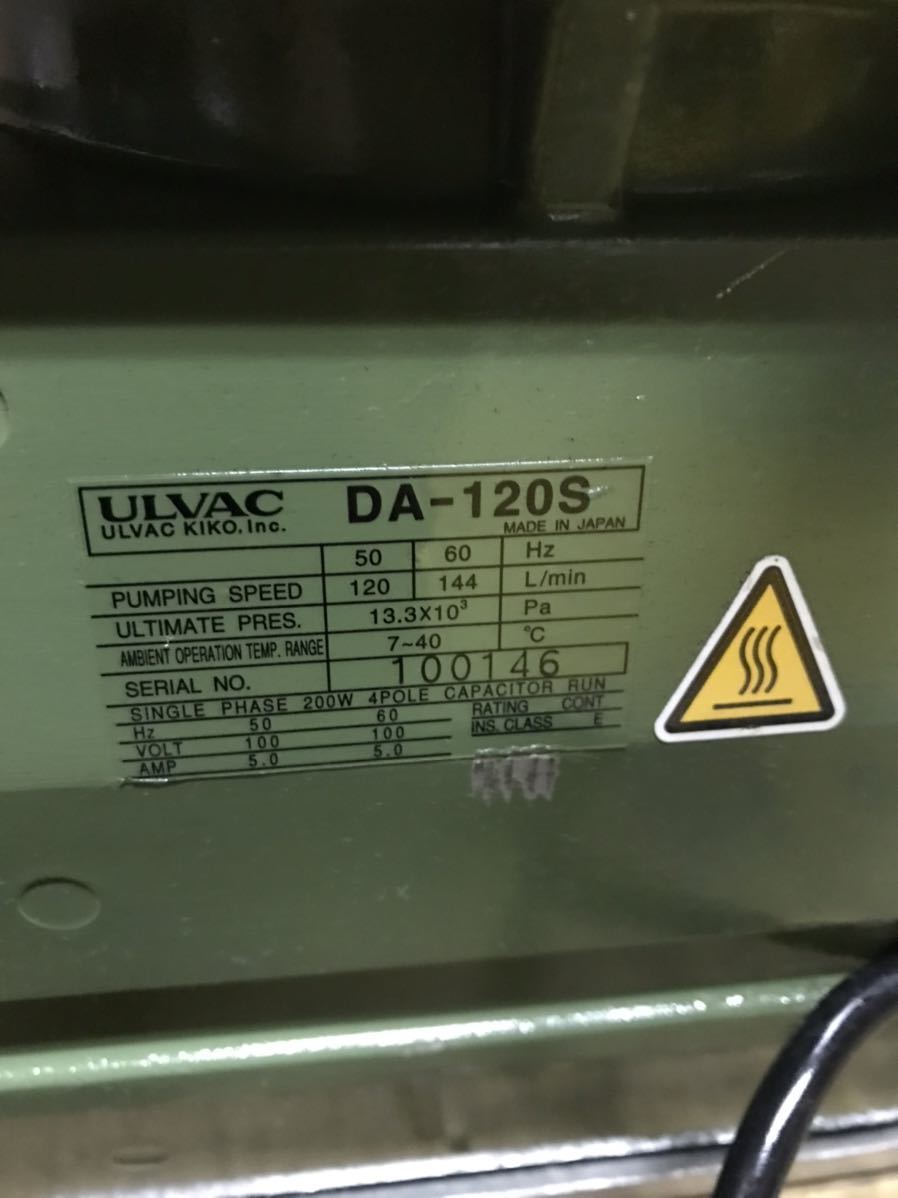 ULVAC DA-120S
ULVAC KIKO. Inc. MADE IN JAPAN
50 60 Hz
PUMPING SPEED 120 144 L/min
ULTIMATE PRES. 13.3X10³ Pa
AMBIENT OPERATION TEMP. RANGE 7~40 °C
SERIAL NO. 100146
SINGLE PHASE 200W 4POLE CAPACITOR RUN
Hz 50 60 RATING CONT
VOLT 100 100 INS. CLASS E
AMP 5.0 5.0